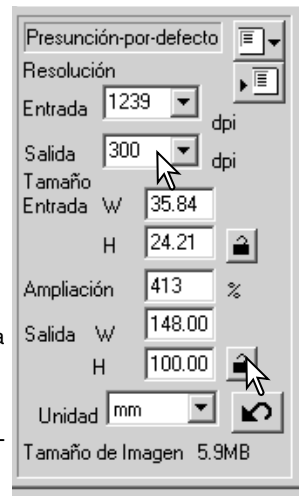 Presunción-por-defecto
Resolución
Entrada 1239 dpi
Salida 300 dpi
Tamaño
Entrada W 35.84
H 24.21
Ampliación 413 %
a
Salida W 148.00
H 100.00
Unidad mm
-
Tamaño de Imagen 5.9MB